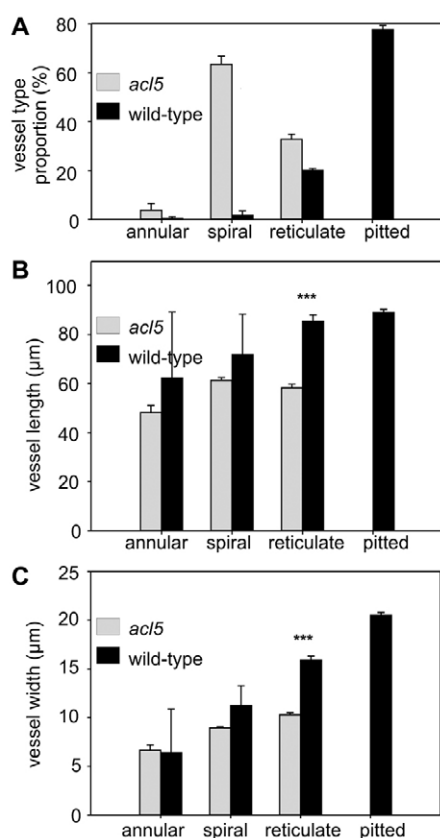 A
vessel type
proportion (%)
80
60
40
20
0
acl5
wild-type
annular spiral reticulate pitted
B
vessel length (μm)
100
80
60
40
20
0
acl5
wild-type
***
annular spiral reticulate pitted
C
vessel width (μm)
25
20
15
10
5
0
acl5
wild-type
***
annular spiral reticulate pitted